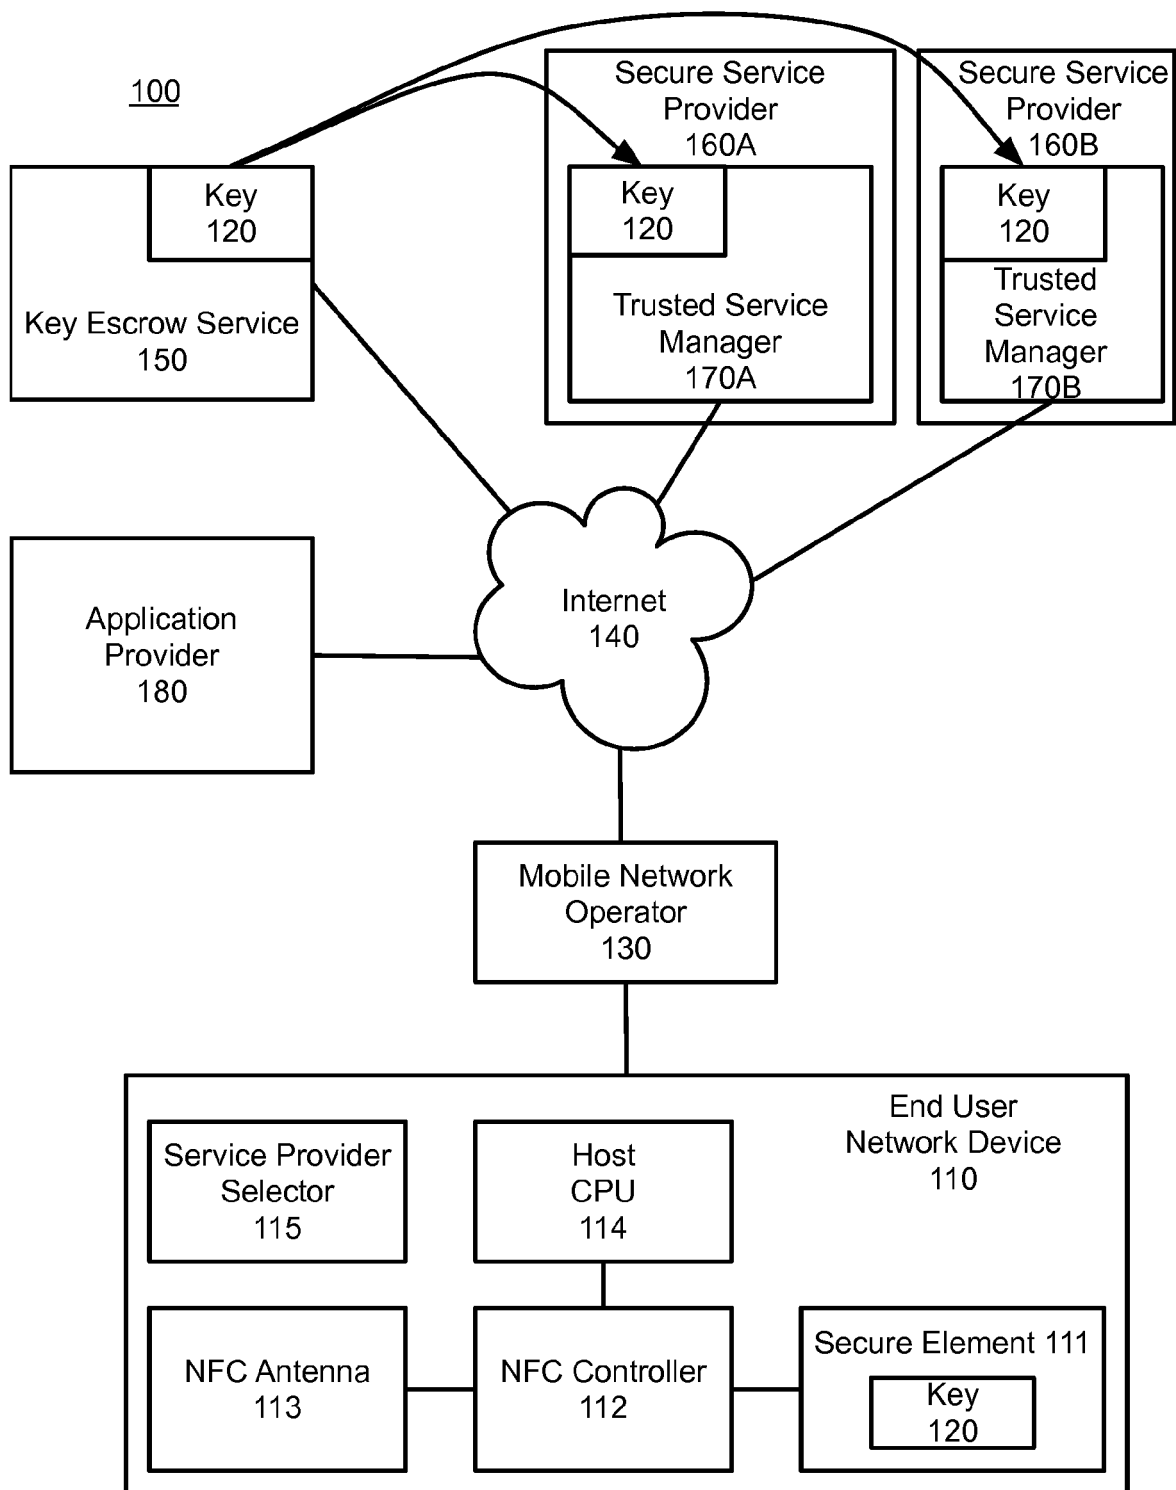 100
Secure Service
Provider
160A
Secure Service
Provider
160B
Key
120
Key Escrow Service
150
Key
120
Trusted Service
Manager
170A
Key
120
Trusted
Service
Manager
170B
Application
Provider
180
Internet
140
Mobile Network
Operator
130
End User
Network Device
110
Service Provider
Selector
115
Host
CPU
114
NFC Antenna
113
NFC Controller
112
Secure Element 111
Key
120